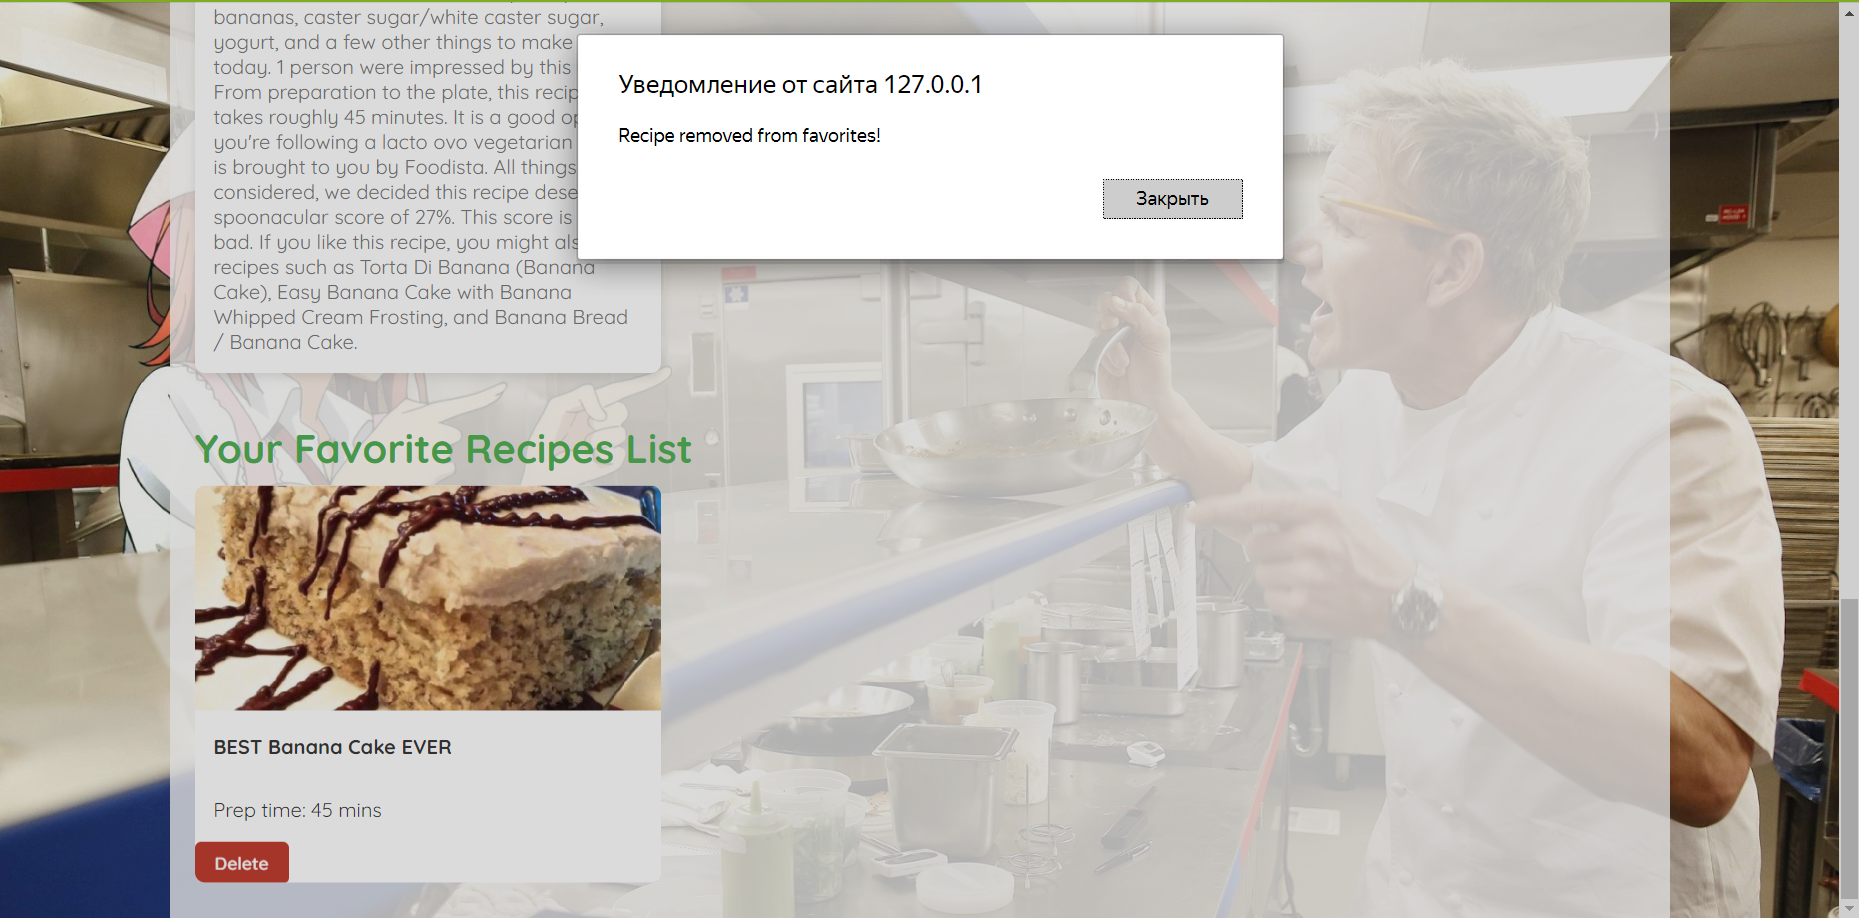 bananas, caster sugar/white caster sugar,
yogurt, and a few other things to make
today. 1 person were impressed by this
From preparation to the plate, this recip
takes roughly 45 minutes. It is a good op
you're following a lacto ovo vegetarian
is brought to you by Foodista. All things
considered, we decided this recipe dese
spoonacular score of 27%. This score is
bad. If you like this recipe, you might als
recipes such as Torta Di Banana (Banana
Cake), Easy Banana Cake with Banana
Whipped Cream Frosting, and Banana Bread
/ Banana Cake.
Уведомление от сайта 127.0.0.1
Recipe removed from favorites!
Закрыть
Your Favorite Recipes List
BEST Banana Cake EVER
Prep time: 45 mins
Delete